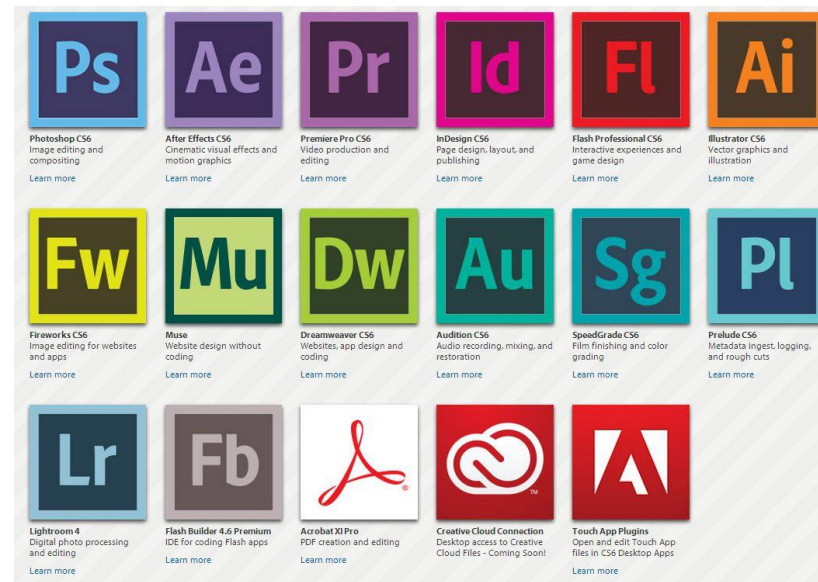 Ps Ae Pr Id Fl Ai
Photoshop CS6
Image editing and
compositing
Learn more
After Effects CS6
Cinematic visual effects and
motion graphics
Learn more
Premiere Pro CS6
Video production and
editing
Learn more
InDesign CS6
Page design, layout, and
publishing
Learn more
Flash Professional CS6
Interactive experiences and
game design
Learn more
Illustrator CS6
Vector graphics and
illustration
Learn more
Fw Mu Dw Au Sg Pl
Fireworks CS6
Image editing for websites
and apps
Learn more
Muse
Website design without
coding
Learn more
Dreamweaver CS6
Websites, app design and
coding
Learn more
Audition CS6
Audio recording, mixing, and
restoration
Learn more
SpeedGrade CS6
Film finishing and color
grading
Learn more
Prelude CS6
Metadata ingest, logging,
and rough cuts
Learn more
Lr Fb
Lightroom 4
Digital photo processing
and editing
Learn more
Flash Builder 4.6 Premium
IDE for coding Flash apps
Learn more
®
Acrobat XI Pro
PDF creation and editing
Learn more
TM
Creative Cloud Connection
Desktop access to Creative
Cloud Files - Coming Soon!
Touch App Plugins
Open and edit Touch App
files in CS6 Desktop Apps
Learn more